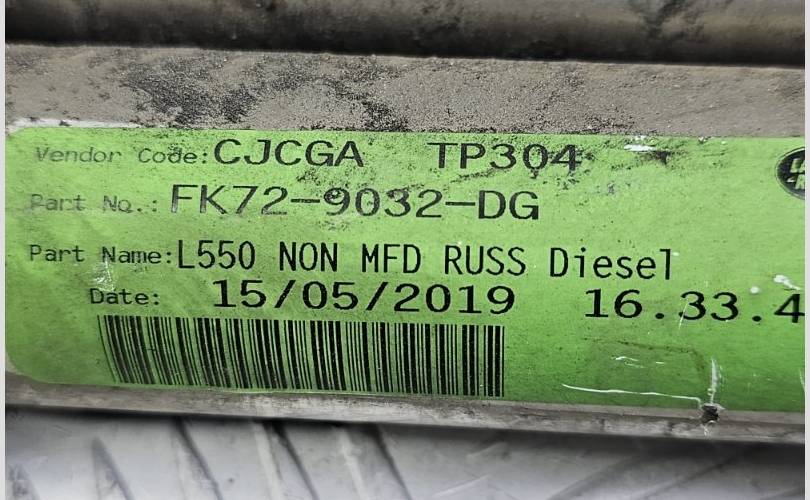 Vendor Code:CJCGA TP304
Part No.: FK72-9032-DG
Part Name:L550 NON MFD RUSS Diesel
Date: 15/05/2019 16.33.4